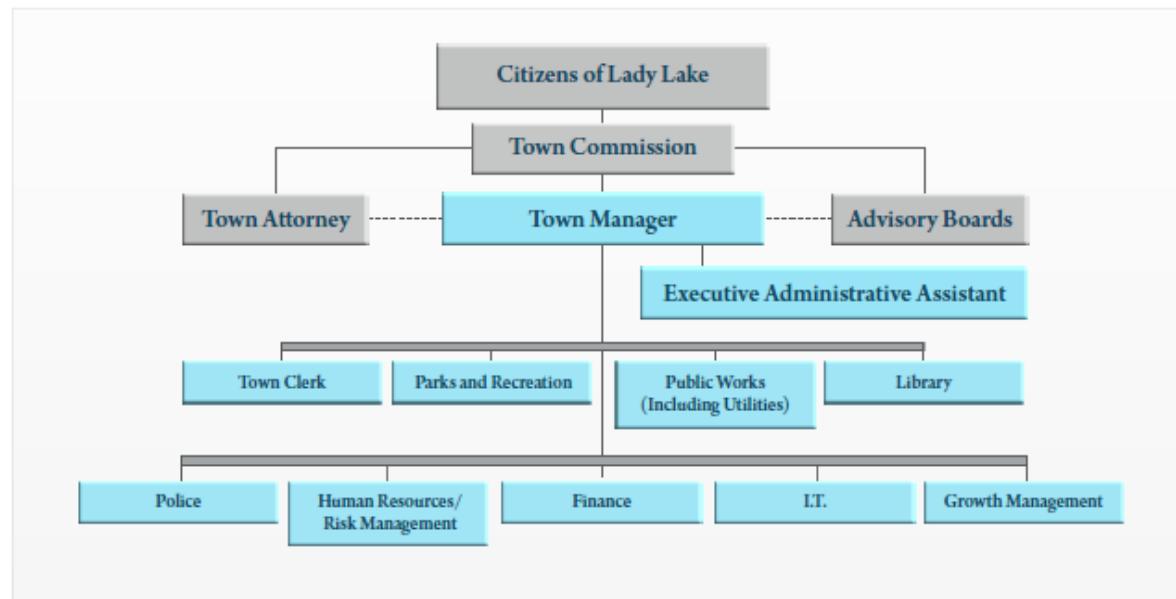 Citizens of Lady Lake
Town Commission
Town Attorney
Town Manager
Advisory Boards
Executive Administrative Assistant
Town Clerk
Parks and Recreation
Public Works
(Including Utilities)
Library
Police
Human Resources/
Risk Management
Finance
I.T.
Growth Management